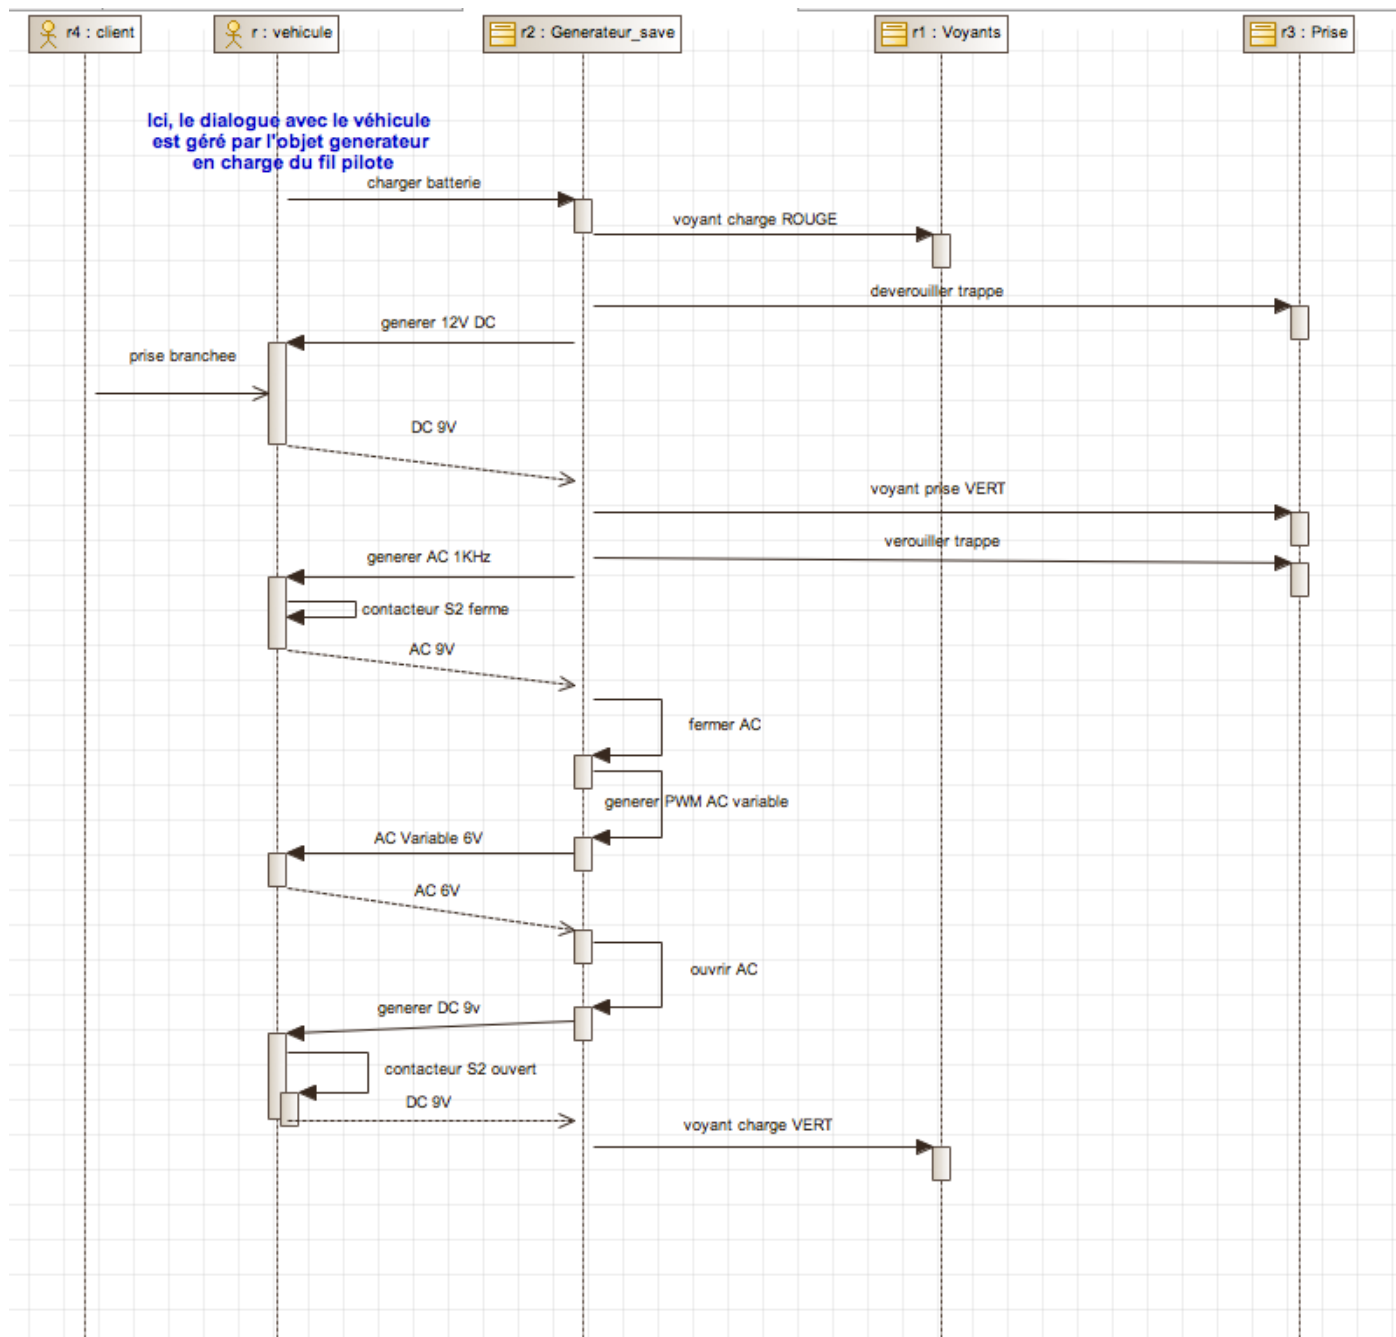 r4 : client
r : vehicule
r2 : Generateur_save
r1 : Voyants
r3 : Prise
Ici, le dialogue avec le véhicule
est géré par l'objet generateur
en charge du fil pilote
charger batterie
voyant charge ROUGE
deverouiller trappe
generer 12V DC
prise branchee
DC 9V
voyant prise VERT
verouiller trappe
generer AC 1KHz
contacteur S2 ferme
AC 9V
fermer AC
generer PWM AC variable
AC Variable 6V
AC 6V
ouvrir AC
generer DC 9v
contacteur S2 ouvert
DC 9V
voyant charge VERT